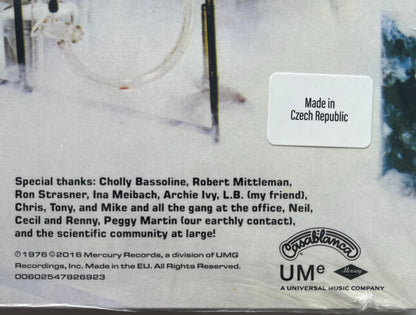 Made in
Czech Republic
Special thanks: Cholly Bassoline, Robert Mittleman,
Ron Strasner, Ina Meibach, Archie Ivy, L.B. (my friend),
Chris, Tony, and Mike and all the gang at the office, Neil,
Cecil and Renny, Peggy Martin (our earthly contact),
and the scientific community at large!
℗1976 ©2016 Mercury Records, a division of UMG
Recordings, Inc. Made in the EU. All Rights Reserved.
00602547826923
Casablanca
UMe Mercury
A UNIVERSAL MUSIC COMPANY